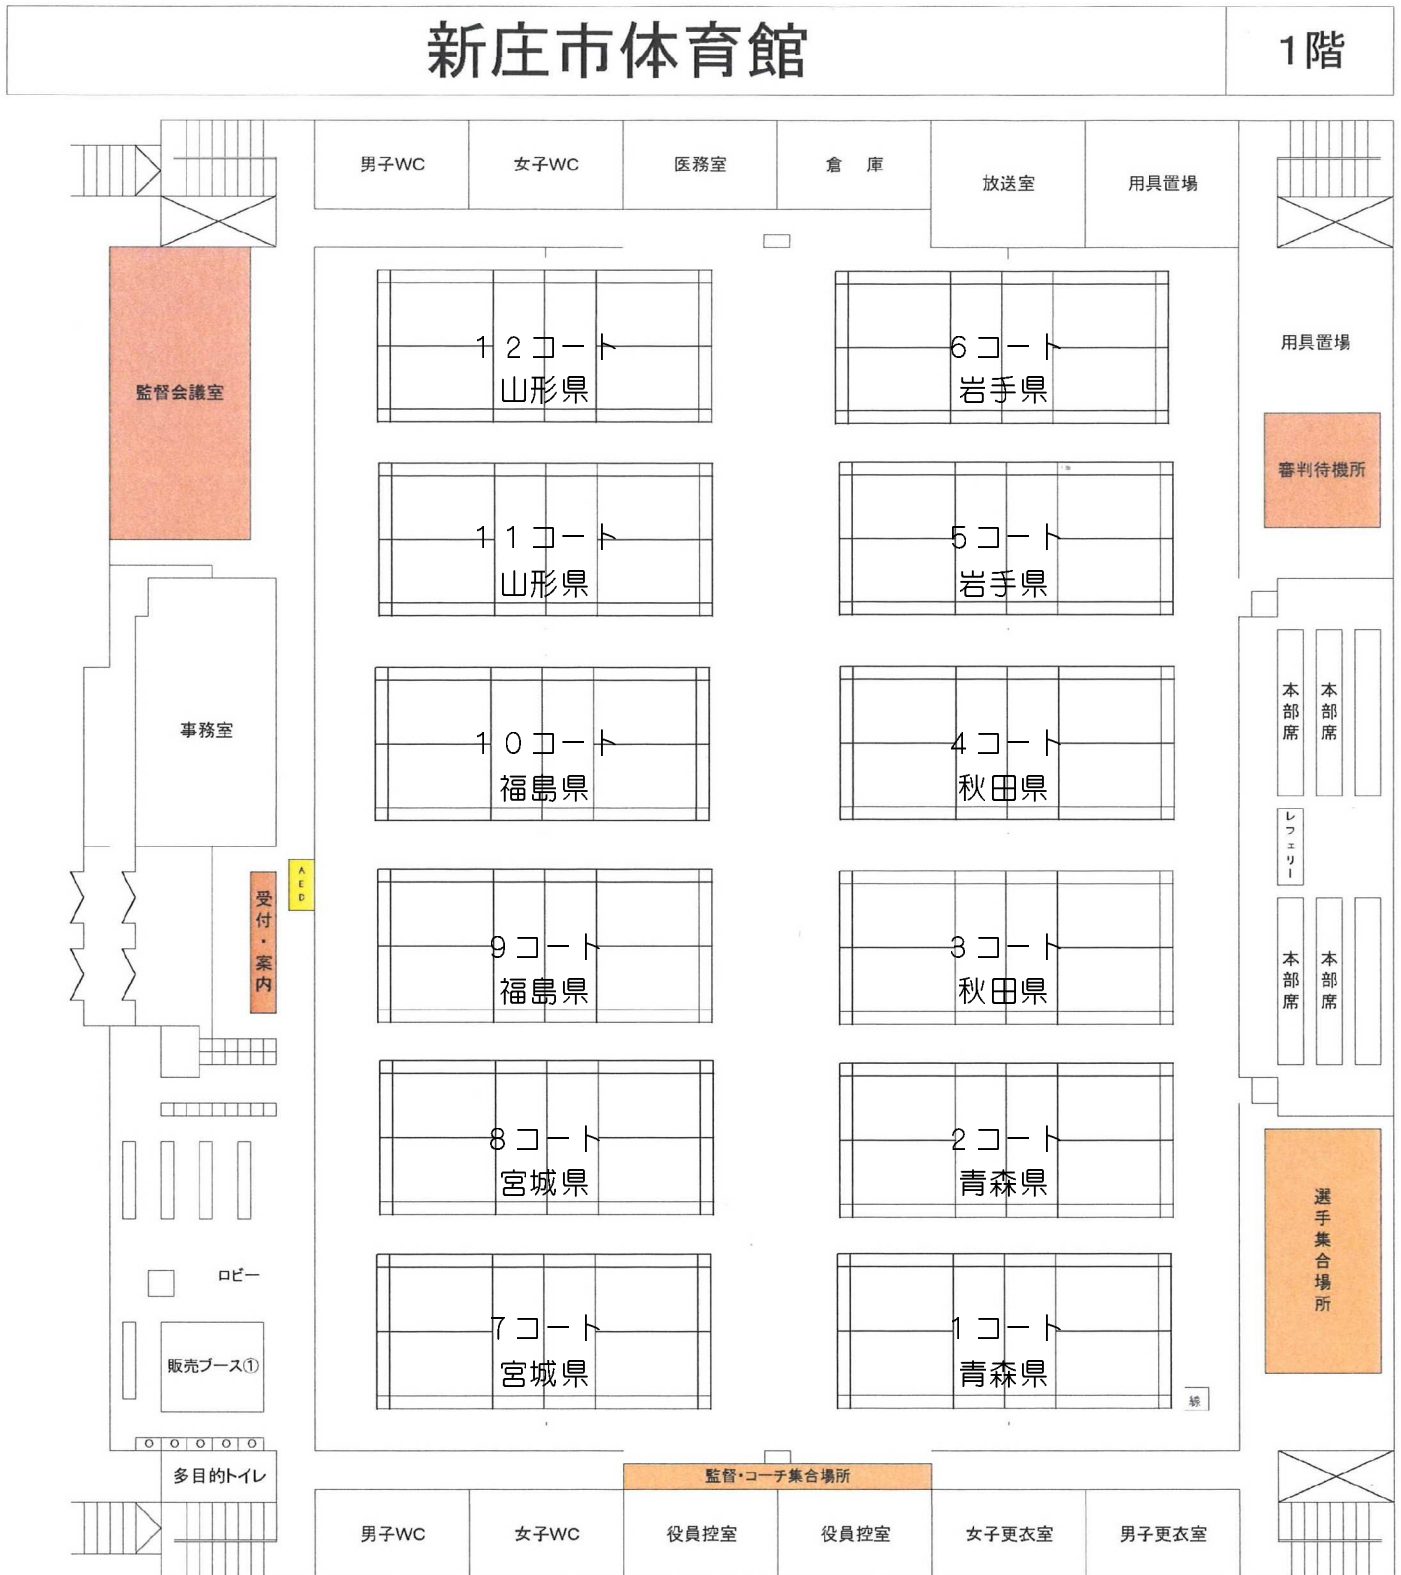 新庄市体育館
1階
男子WC
女子WC
医務室
倉 庫
放送室
用具置場
監督会議室
12コート
山形県
6コート
岩手県
用具置場
審判待機所
11コート
山形県
5コート
岩手県
事務室
10コート
福島県
4コート
秋田県
本部席
本部席
レフェリー
AED
受付・案内
9コート
福島県
3コート
秋田県
本部席
本部席
8コート
宮城県
2コート
青森県
選手集合場所
ロビー
販売ブース①
7コート
宮城県
1コート
青森県
線
多目的トイレ
監督・コーチ集合場所
男子WC
女子WC
役員控室
役員控室
女子更衣室
男子更衣室